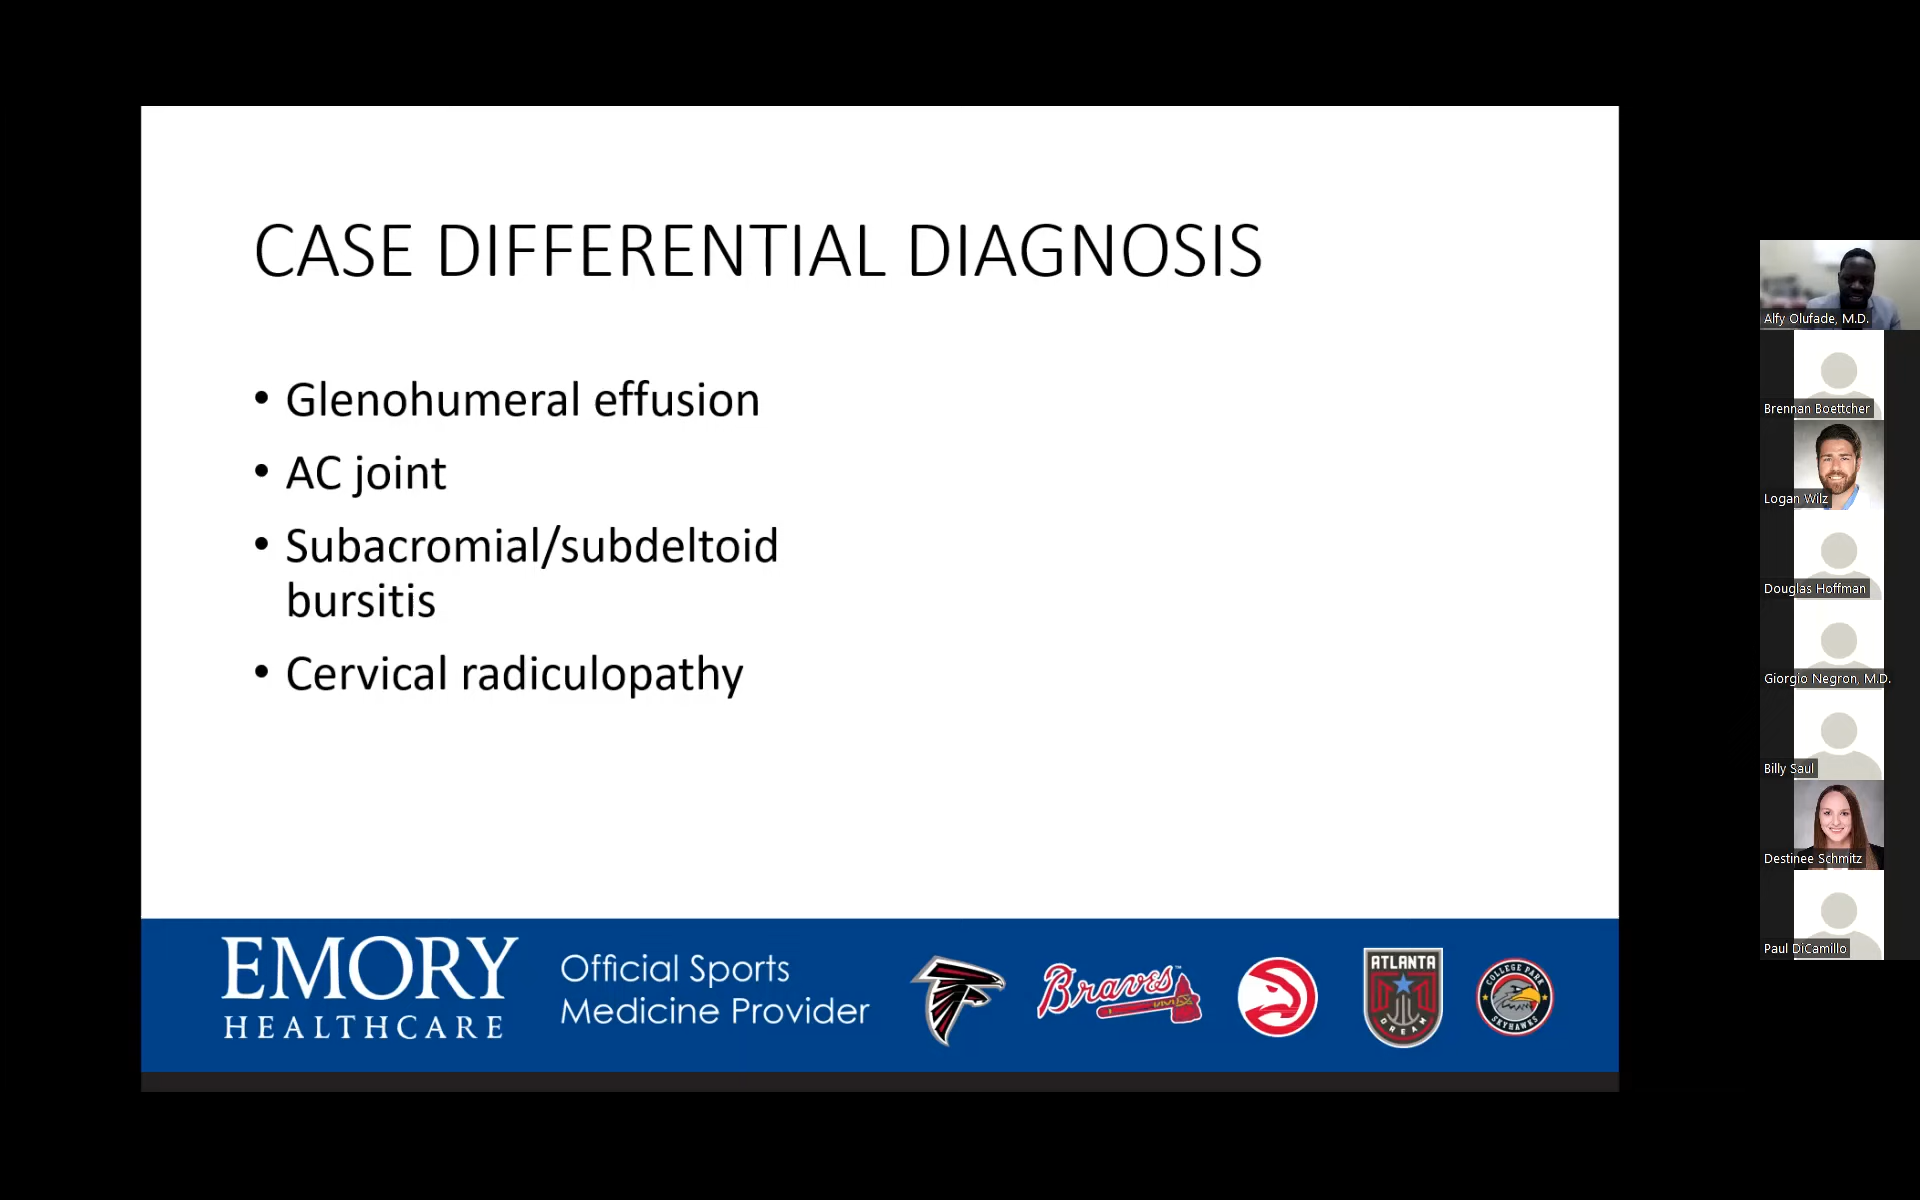 CASE DIFFERENTIAL DIAGNOSIS
• Glenohumeral effusion
• AC joint
• Subacromial/subdeltoid
bursitis
• Cervical radiculopathy
EMORY
HEALTHCARE
Official Sports
Medicine Provider
Braves™
ATLANTA
DREAM
COLLEGE PARK
SKYHAWKS
Alfy Olufade, M.D.
Brennan Boettcher
Logan Wilz
Douglas Hoffman
Giorgio Negron, M.D.
Billy Saul
Destinee Schmitz
Paul DiCamillo